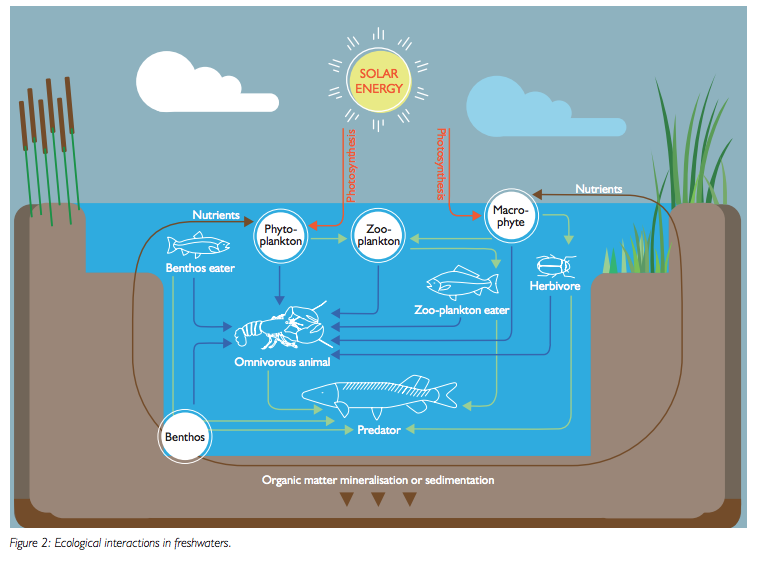 SOLAR
ENERGY
Photosynthesis
Photosynthesis
Nutrients
Nutrients
Phyto-
plankton
Zoo-
plankton
Macro-
phyte
Benthos eater
Zoo-plankton eater
Herbivore
Omnivorous animal
Predator
Benthos
Organic matter mineralisation or sedimentation
Figure 2: Ecological interactions in freshwaters.